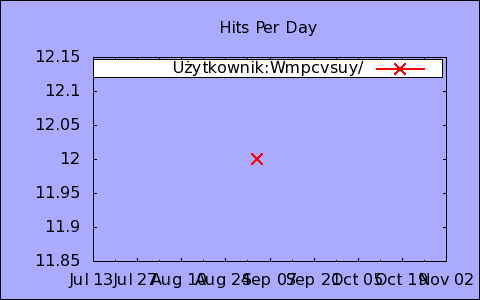 Hits Per Day
12.15
Użytkownik:Wmpcvsuy/
12.1
12.05
12
11.95
11.9
11.85
Jul 13 Jul 27 Aug 10 Aug 24 Sep 07 Sep 21 Oct 05 Oct 19 Nov 02